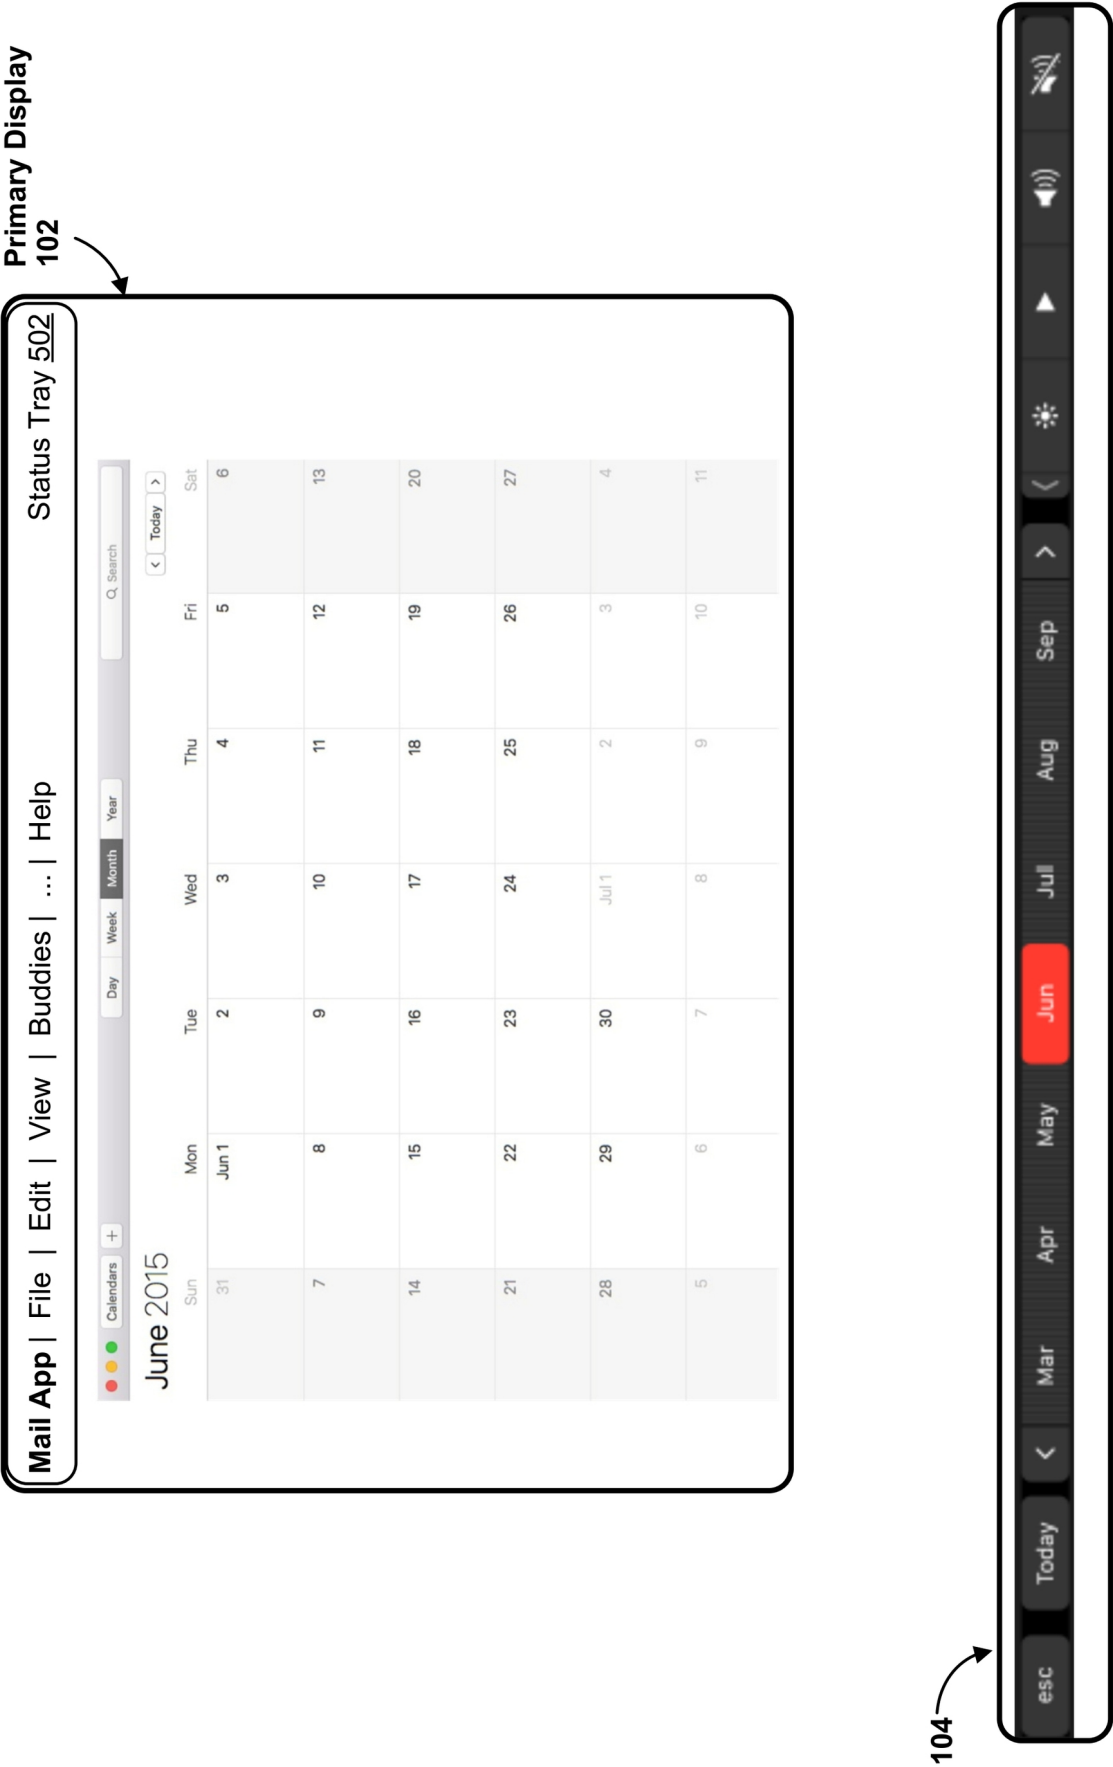 Primary Display
102
Mail App | File | Edit | View | Buddies | ... | Help Status Tray 502
Calendars + Day Week Month Year Search
June 2015 < Today >
Sun Mon Tue Wed Thu Fri Sat
31 Jun 1 2 3 4 5 6
7 8 9 10 11 12 13
14 15 16 17 18 19 20
21 22 23 24 25 26 27
28 29 30 Jul 1 2 3 4
5 6 7 8 9 10 11
104
esc Today < Mar Apr May Jun Jul Aug Sep >